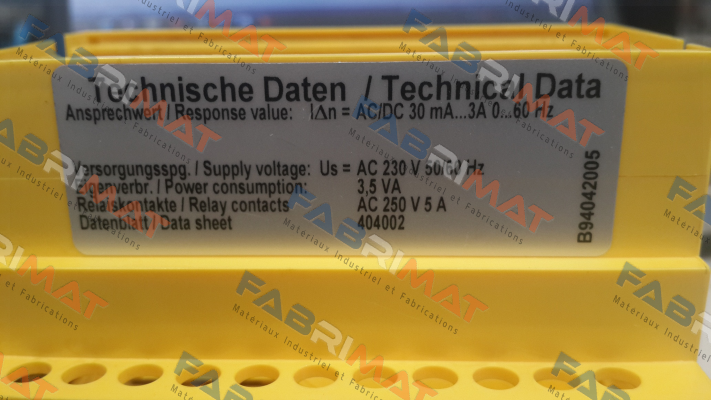 Technische Daten / Technical Data
Ansprechwert / Response value: I∆n = AC/DC 30 mA...3A 0...60 Hz
Versorgungsspg. / Supply voltage: Us = AC 230 V 50/60 Hz
Eigenverbr. / Power consumption: 3,5 VA
Relaiskontakte / Relay contacts AC 250 V 5 A
Datenblatt / Data sheet 404002
B94042005
FABRIMAT
Materiaux Industriel et Fabrications